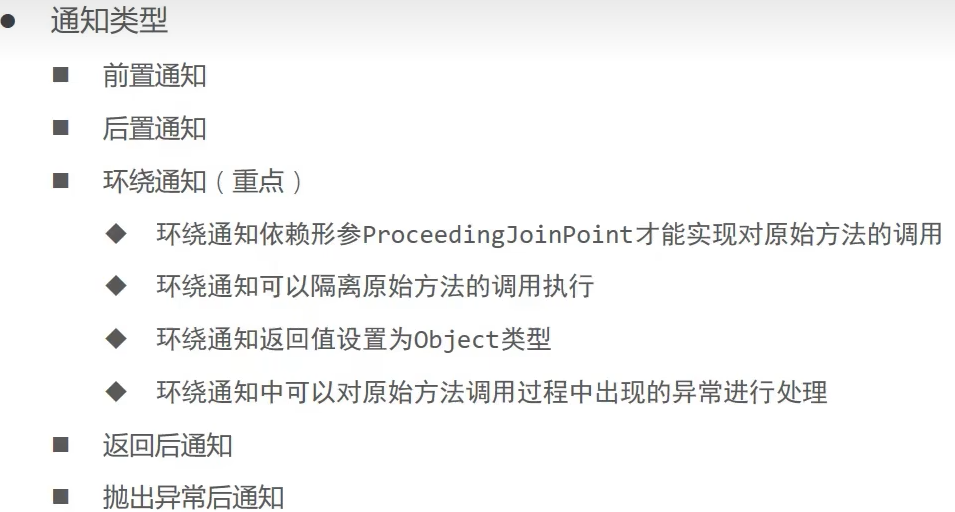 通知类型
前置通知
后置通知
环绕通知（重点）
环绕通知依赖形参ProceedingJoinPoint才能实现对原始方法的调用
环绕通知可以隔离原始方法的调用执行
环绕通知返回值设置为Object类型
环绕通知中可以对原始方法调用过程中出现的异常进行处理
返回后通知
抛出异常后通知